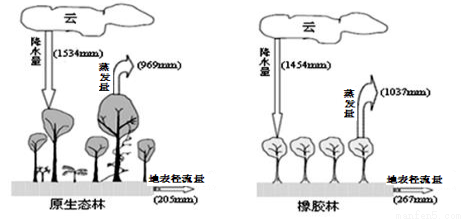 云
降水量
(1534mm)
蒸发量
(969mm)
地表径流量
(205mm)
原生态林
云
降水量
(1454mm)
蒸发量
(1037mm)
地表径流量
(267mm)
橡胶林